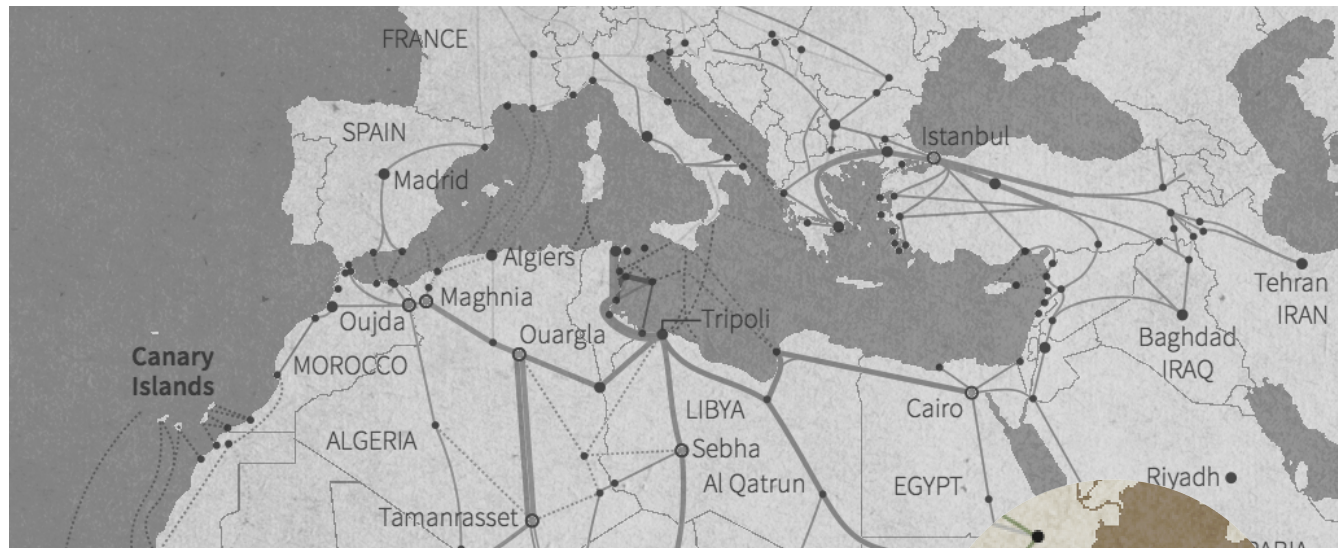 FRANCE
SPAIN
Istanbul
Madrid
Algiers
Tehran
IRAN
Maghnia
Oujda
Tripoli
Ouargla
Baghdad
IRAQ
Canary
Islands
MOROCCO
LIBYA
Cairo
ALGERIA
Sebha
Al Qatrun
EGYPT
Riyadh
Tamanrasset